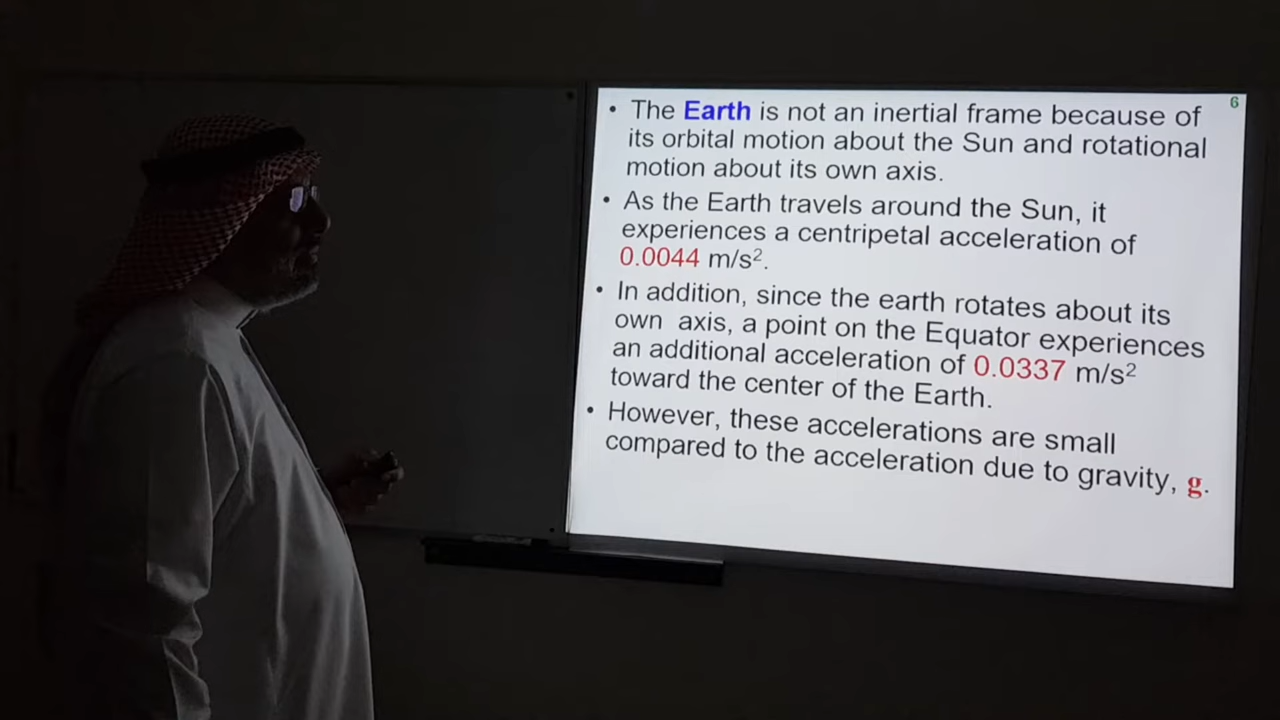 6
• The Earth is not an inertial frame because of
its orbital motion about the Sun and rotational
motion about its own axis.
• As the Earth travels around the Sun, it
experiences a centripetal acceleration of
0.0044 m/s².
• In addition, since the earth rotates about its
own axis, a point on the Equator experiences
an additional acceleration of 0.0337 m/s²
toward the center of the Earth.
• However, these accelerations are small
compared to the acceleration due to gravity, g.